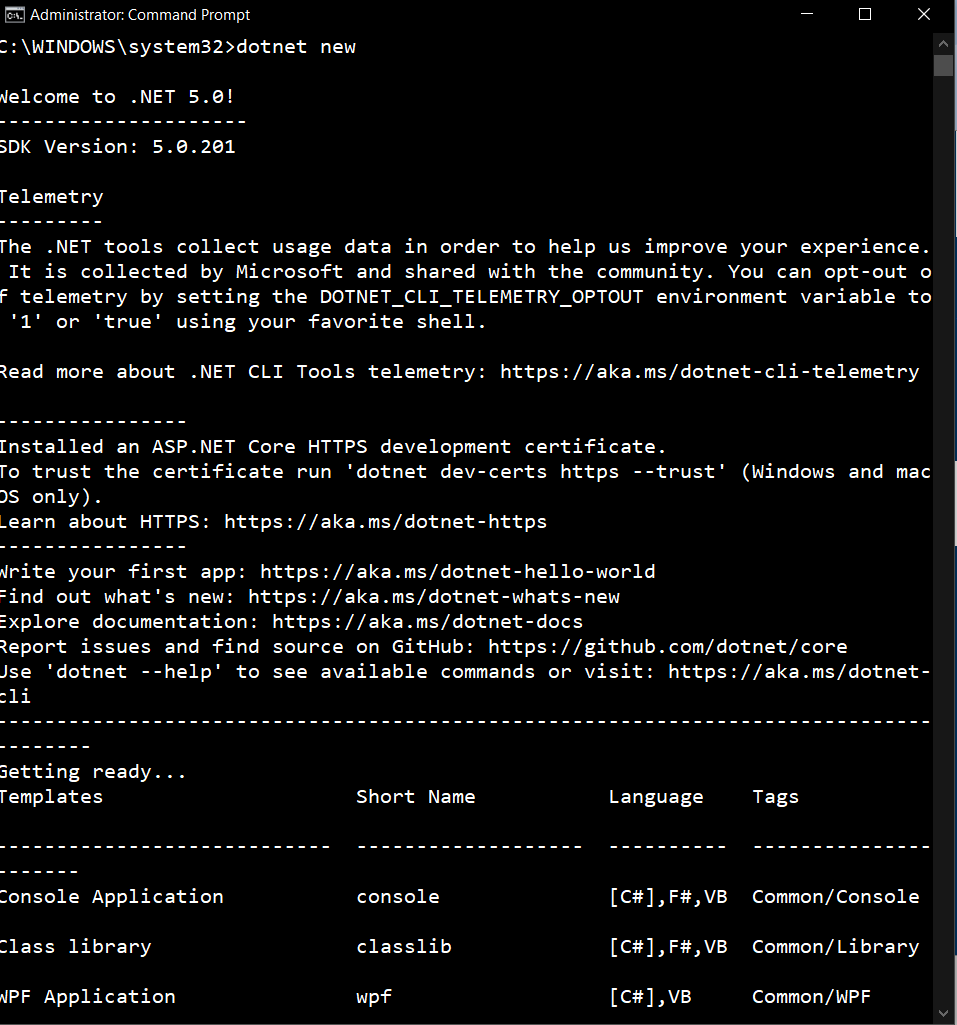 Administrator: Command Prompt
C:\WINDOWS\system32>dotnet new
Welcome to .NET 5.0!
---------------------
SDK Version: 5.0.201
Telemetry
---------
The .NET tools collect usage data in order to help us improve your experience.
It is collected by Microsoft and shared with the community. You can opt-out o
f telemetry by setting the DOTNET_CLI_TELEMETRY_OPTOUT environment variable to
'1' or 'true' using your favorite shell.
Read more about .NET CLI Tools telemetry: https://aka.ms/dotnet-cli-telemetry
----------------
Installed an ASP.NET Core HTTPS development certificate.
To trust the certificate run 'dotnet dev-certs https --trust' (Windows and mac
OS only).
Learn about HTTPS: https://aka.ms/dotnet-https
----------------
Write your first app: https://aka.ms/dotnet-hello-world
Find out what's new: https://aka.ms/dotnet-whats-new
Explore documentation: https://aka.ms/dotnet-docs
Report issues and find source on GitHub: https://github.com/dotnet/core
Use 'dotnet --help' to see available commands or visit: https://aka.ms/dotnet-
cli
------------------------------------------------------------------------------
--------
Getting ready...
Templates Short Name Language Tags
---------------------------- ------------------- ---------- ---------------
-------
Console Application console [C#],F#,VB Common/Console
Class library classlib [C#],F#,VB Common/Library
WPF Application wpf [C#],VB Common/WPF